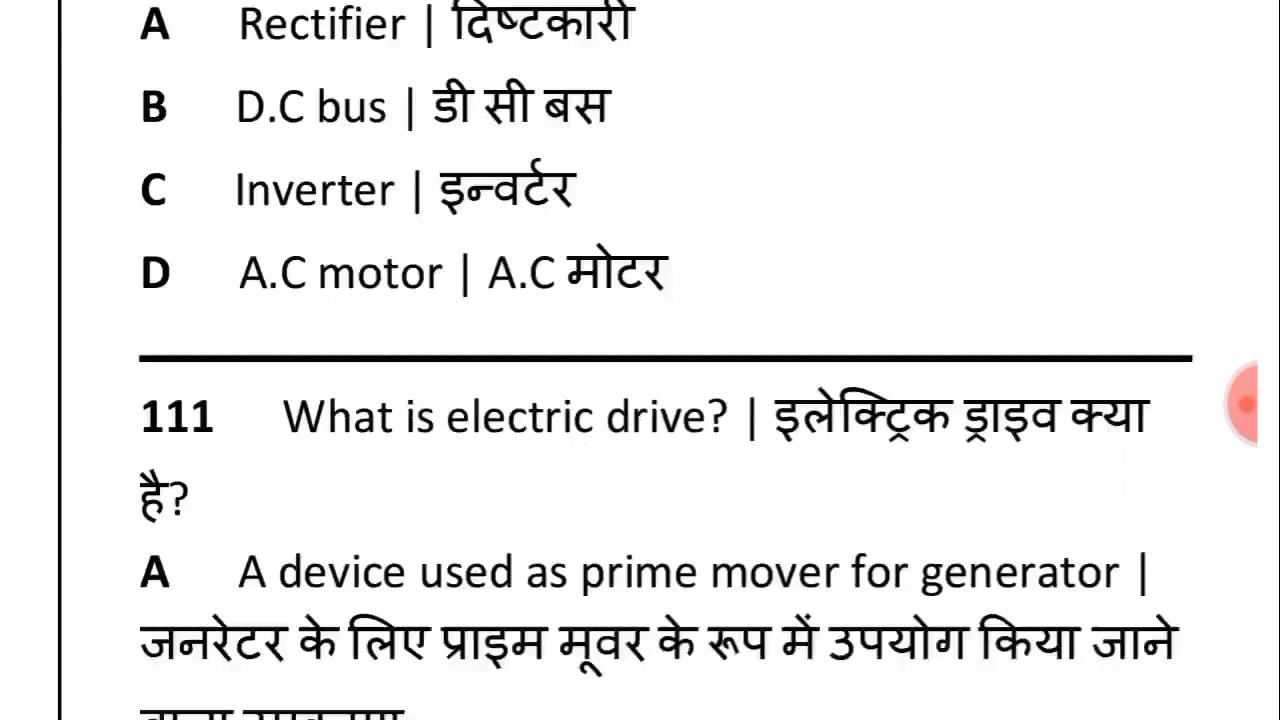 A Rectifier | दिष्टकारी
B D.C bus | डी सी बस
C Inverter | इन्वर्टर
D A.C motor | A.C मोटर
111 What is electric drive? | इलेक्ट्रिक ड्राइव क्या
है?
A A device used as prime mover for generator |
जनरेटर के लिए प्राइम मूवर के रूप में उपयोग किया जाने